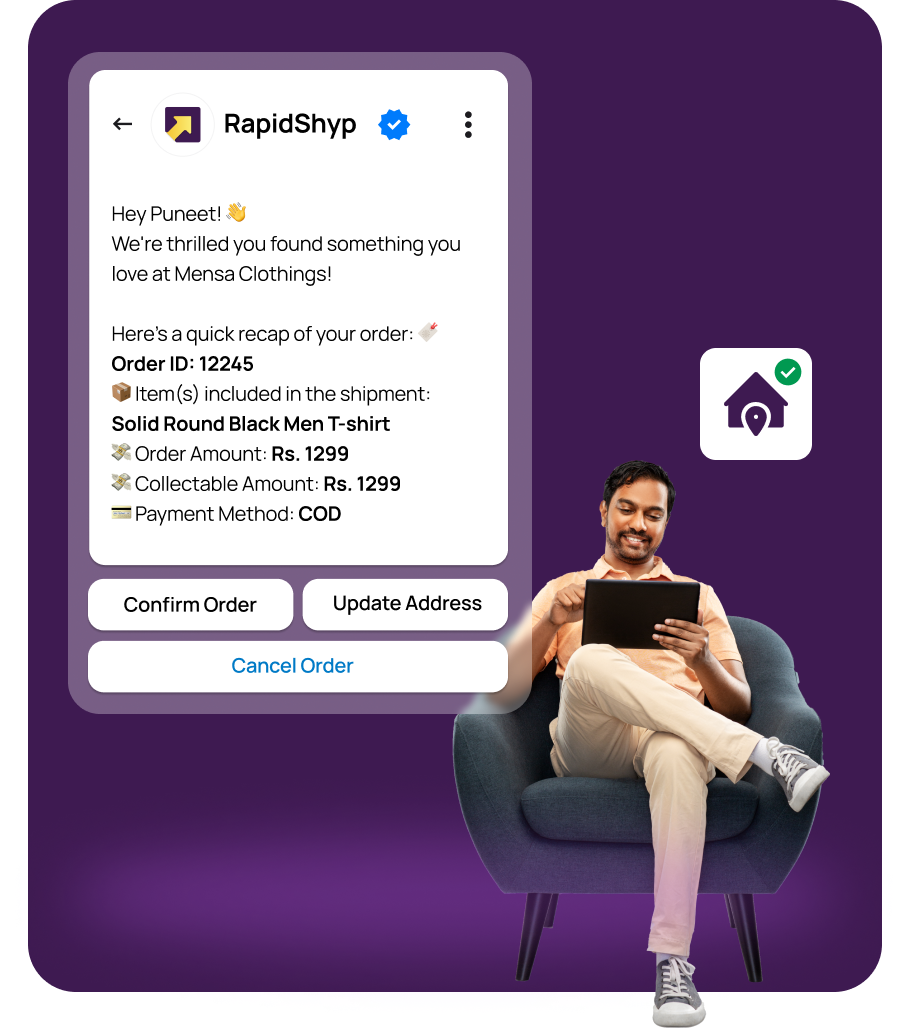 RapidShyp
Hey Puneet! 👋
We're thrilled you found something you
love at Mensa Clothings!
Here's a quick recap of your order: 🏷️
Order ID: 12245
📦 Item(s) included in the shipment:
Solid Round Black Men T-shirt
💸 Order Amount: Rs. 1299
💸 Collectable Amount: Rs. 1299
💳 Payment Method: COD
Confirm Order
Update Address
Cancel Order